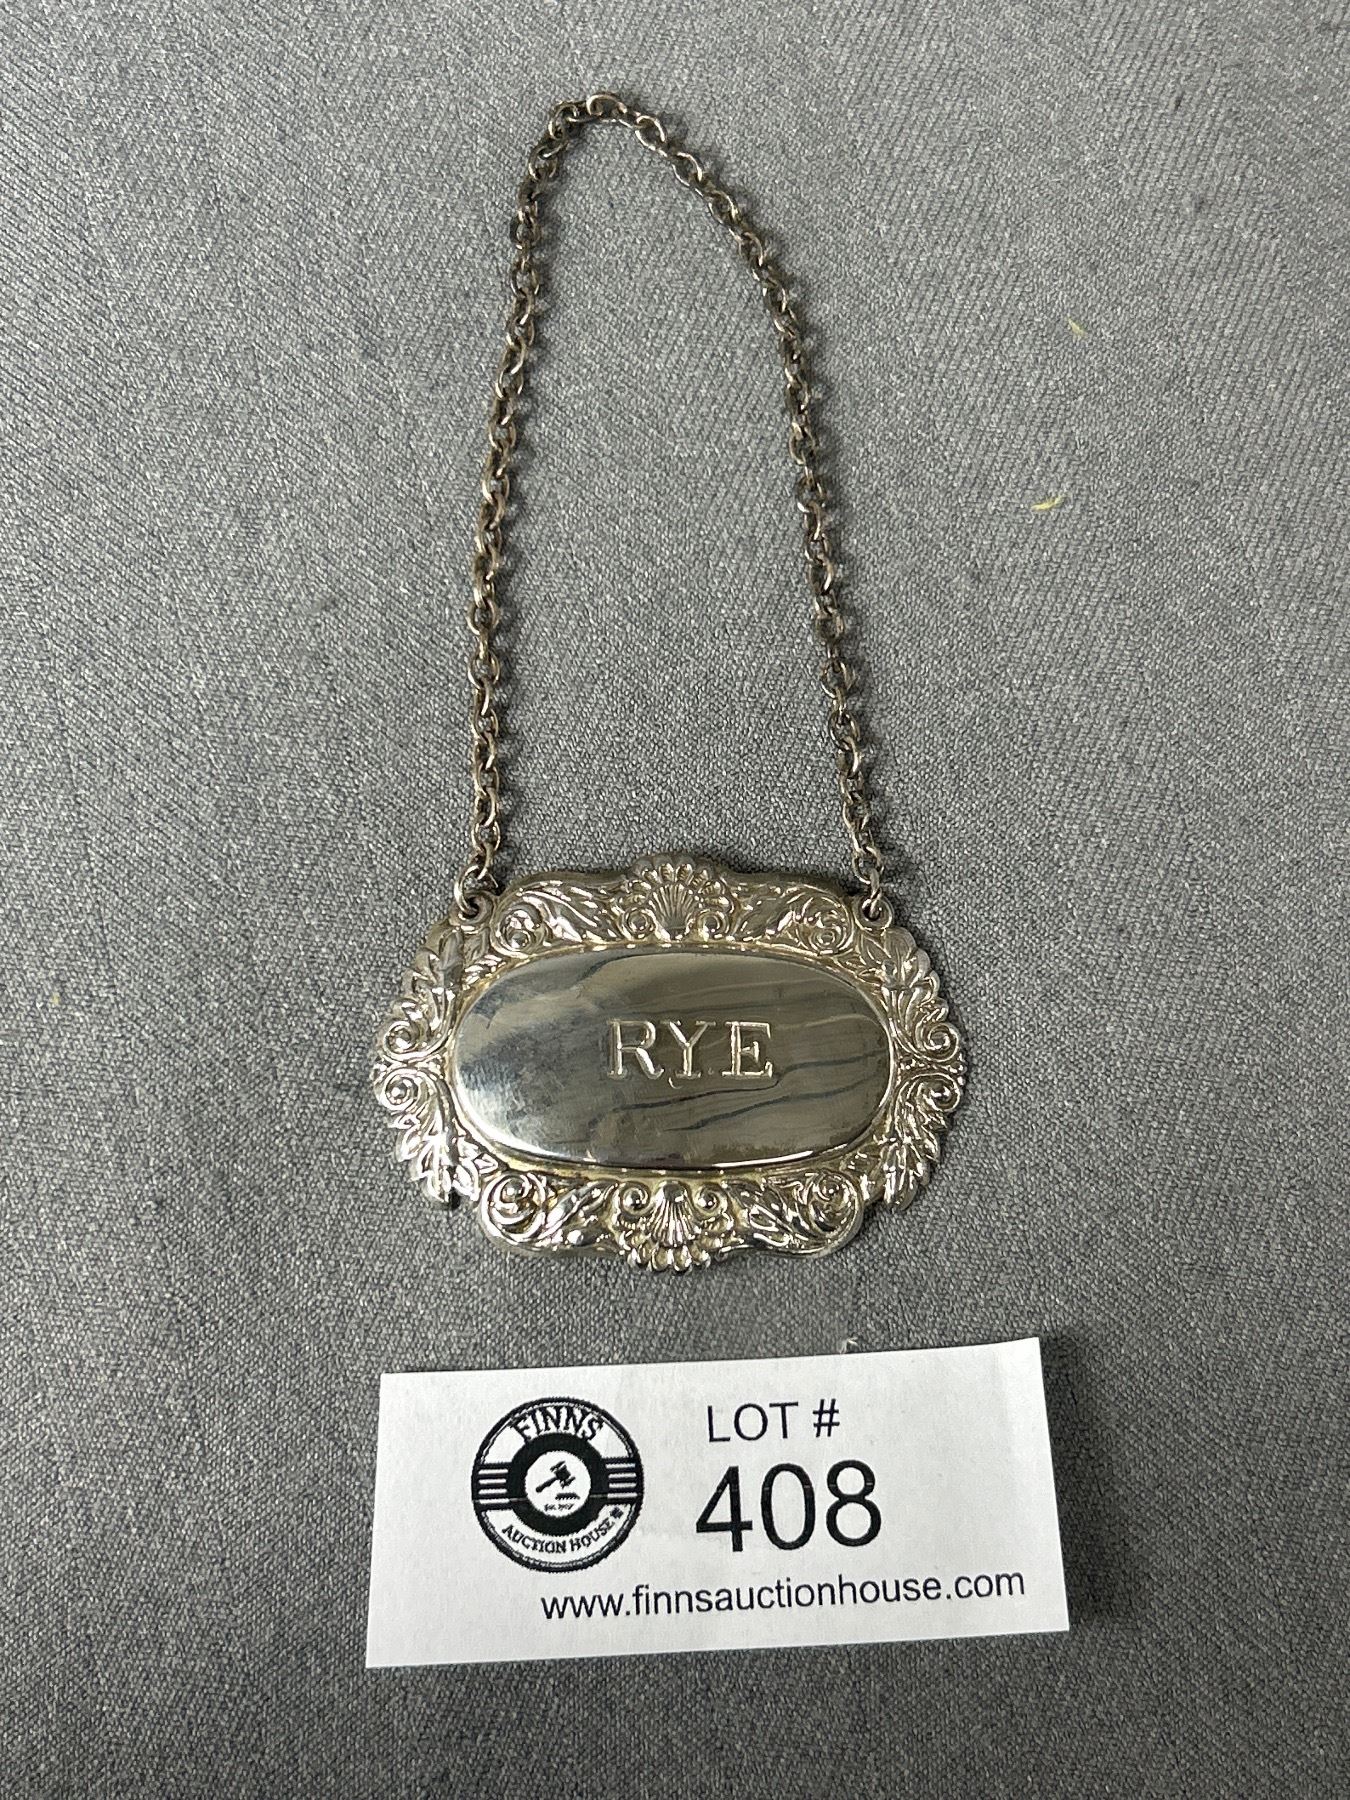 RYE
FINNS
AUCTION HOUSE
LOT #
408
www.finnsauctionhouse.com